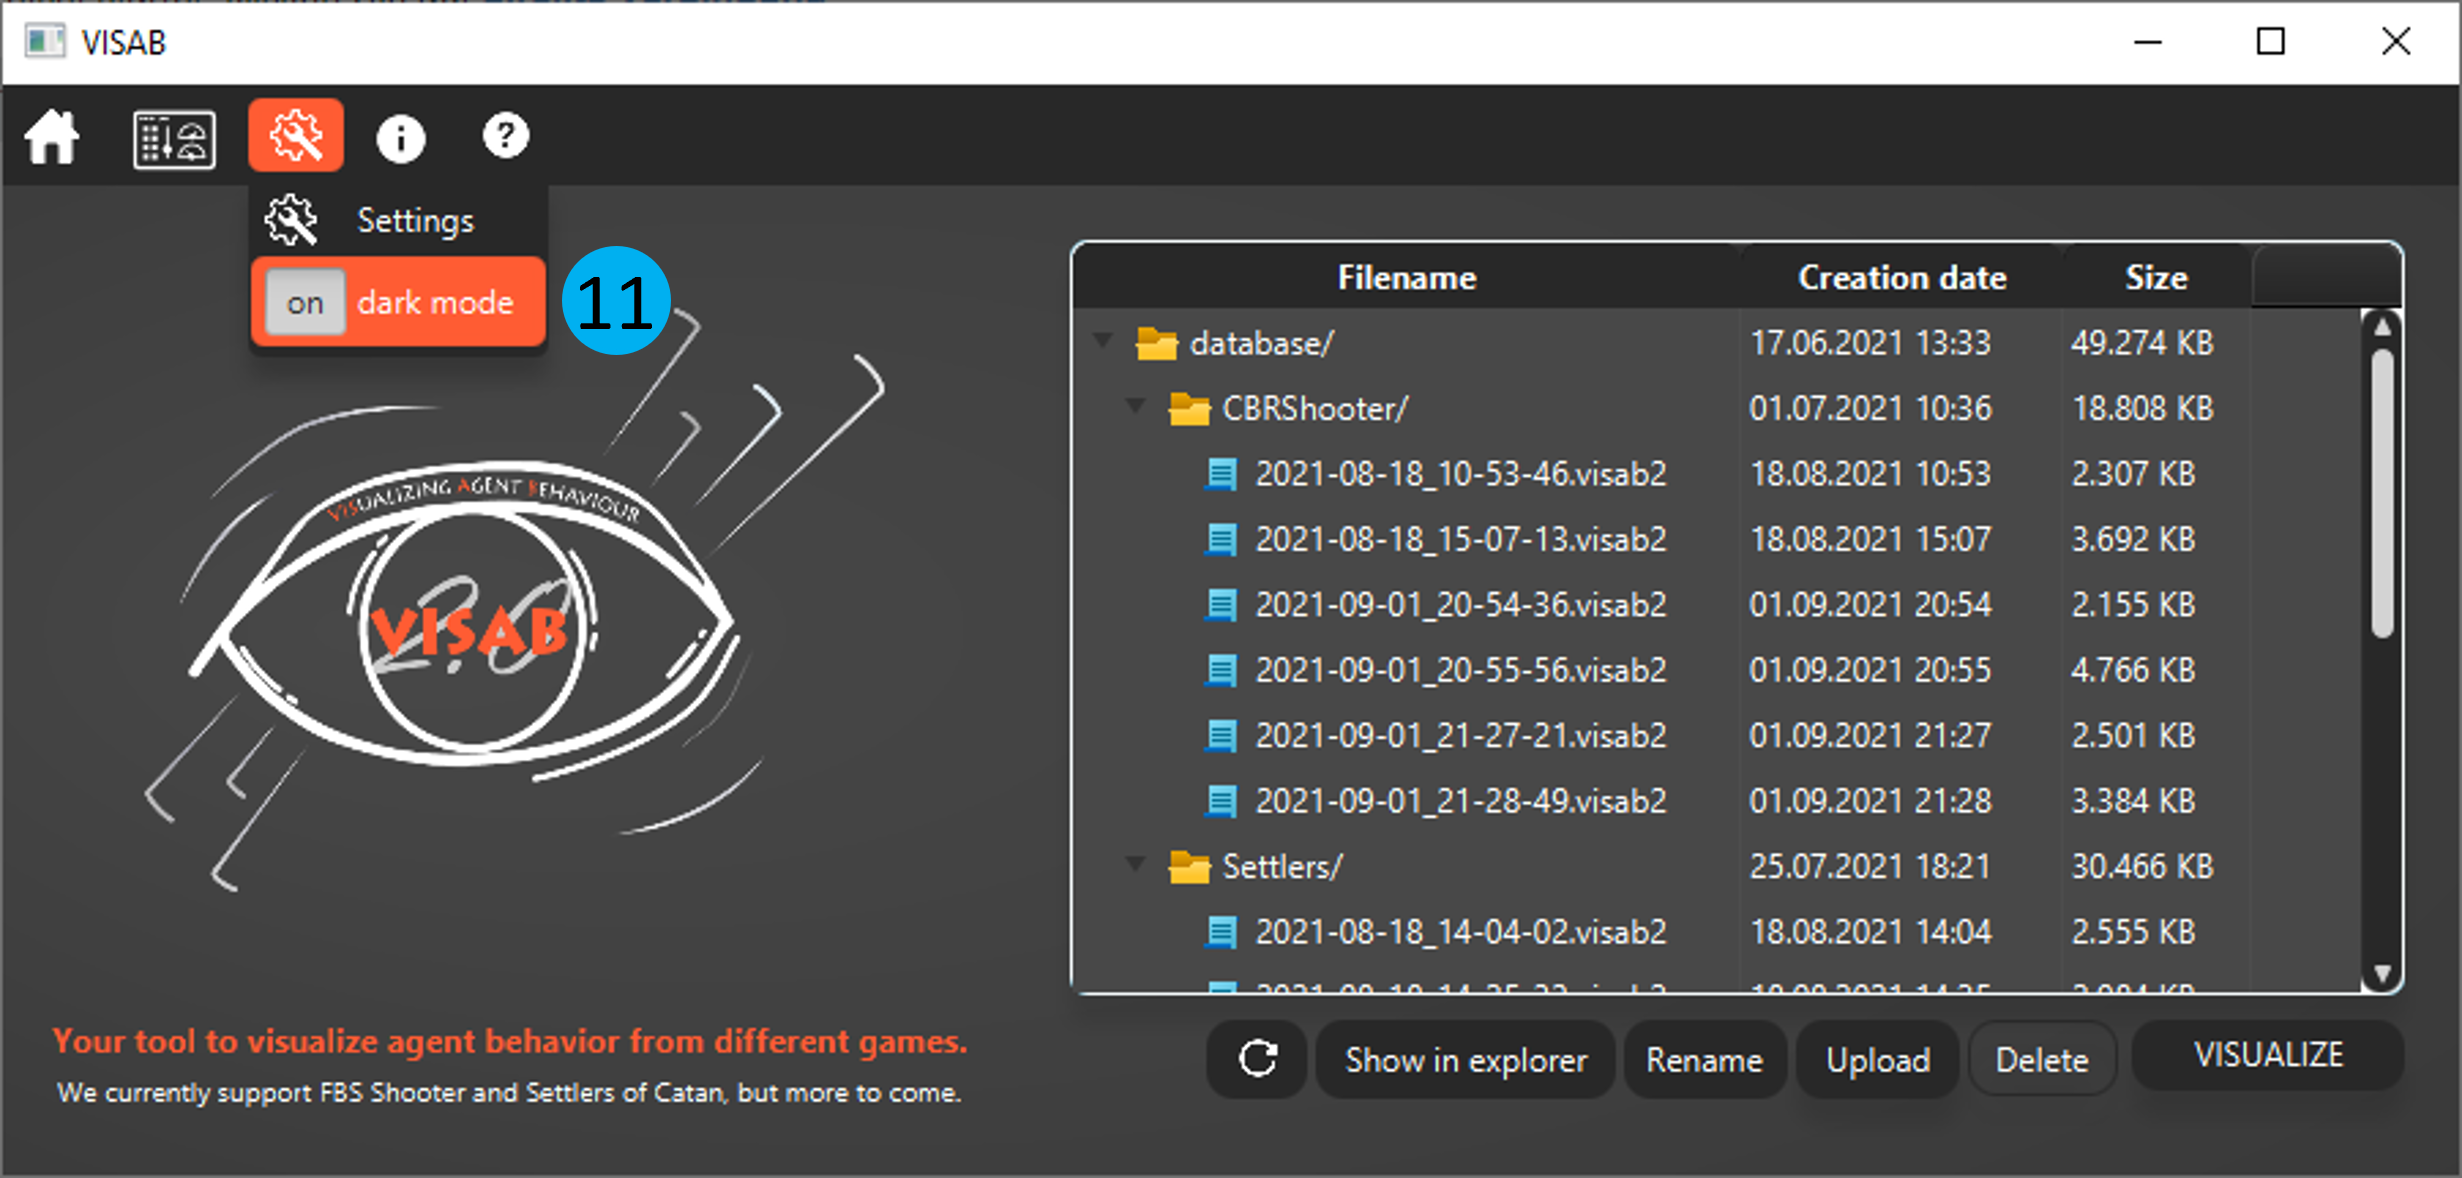 VISAB
Settings
on dark mode
11
VISUALIZING AGENT BEHAVIOUR
2.0
VISAB
Your tool to visualize agent behavior from different games.
We currently support FBS Shooter and Settlers of Catan, but more to come.
Filename Creation date Size
database/ 17.06.2021 13:33 49.274 KB
CBRShooter/ 01.07.2021 10:36 18.808 KB
2021-08-18_10-53-46.visab2 18.08.2021 10:53 2.307 KB
2021-08-18_15-07-13.visab2 18.08.2021 15:07 3.692 KB
2021-09-01_20-54-36.visab2 01.09.2021 20:54 2.155 KB
2021-09-01_20-55-56.visab2 01.09.2021 20:55 4.766 KB
2021-09-01_21-27-21.visab2 01.09.2021 21:27 2.501 KB
2021-09-01_21-28-49.visab2 01.09.2021 21:28 3.384 KB
Settlers/ 25.07.2021 18:21 30.466 KB
2021-08-18_14-04-02.visab2 18.08.2021 14:04 2.555 KB
Show in explorer Rename Upload Delete VISUALIZE